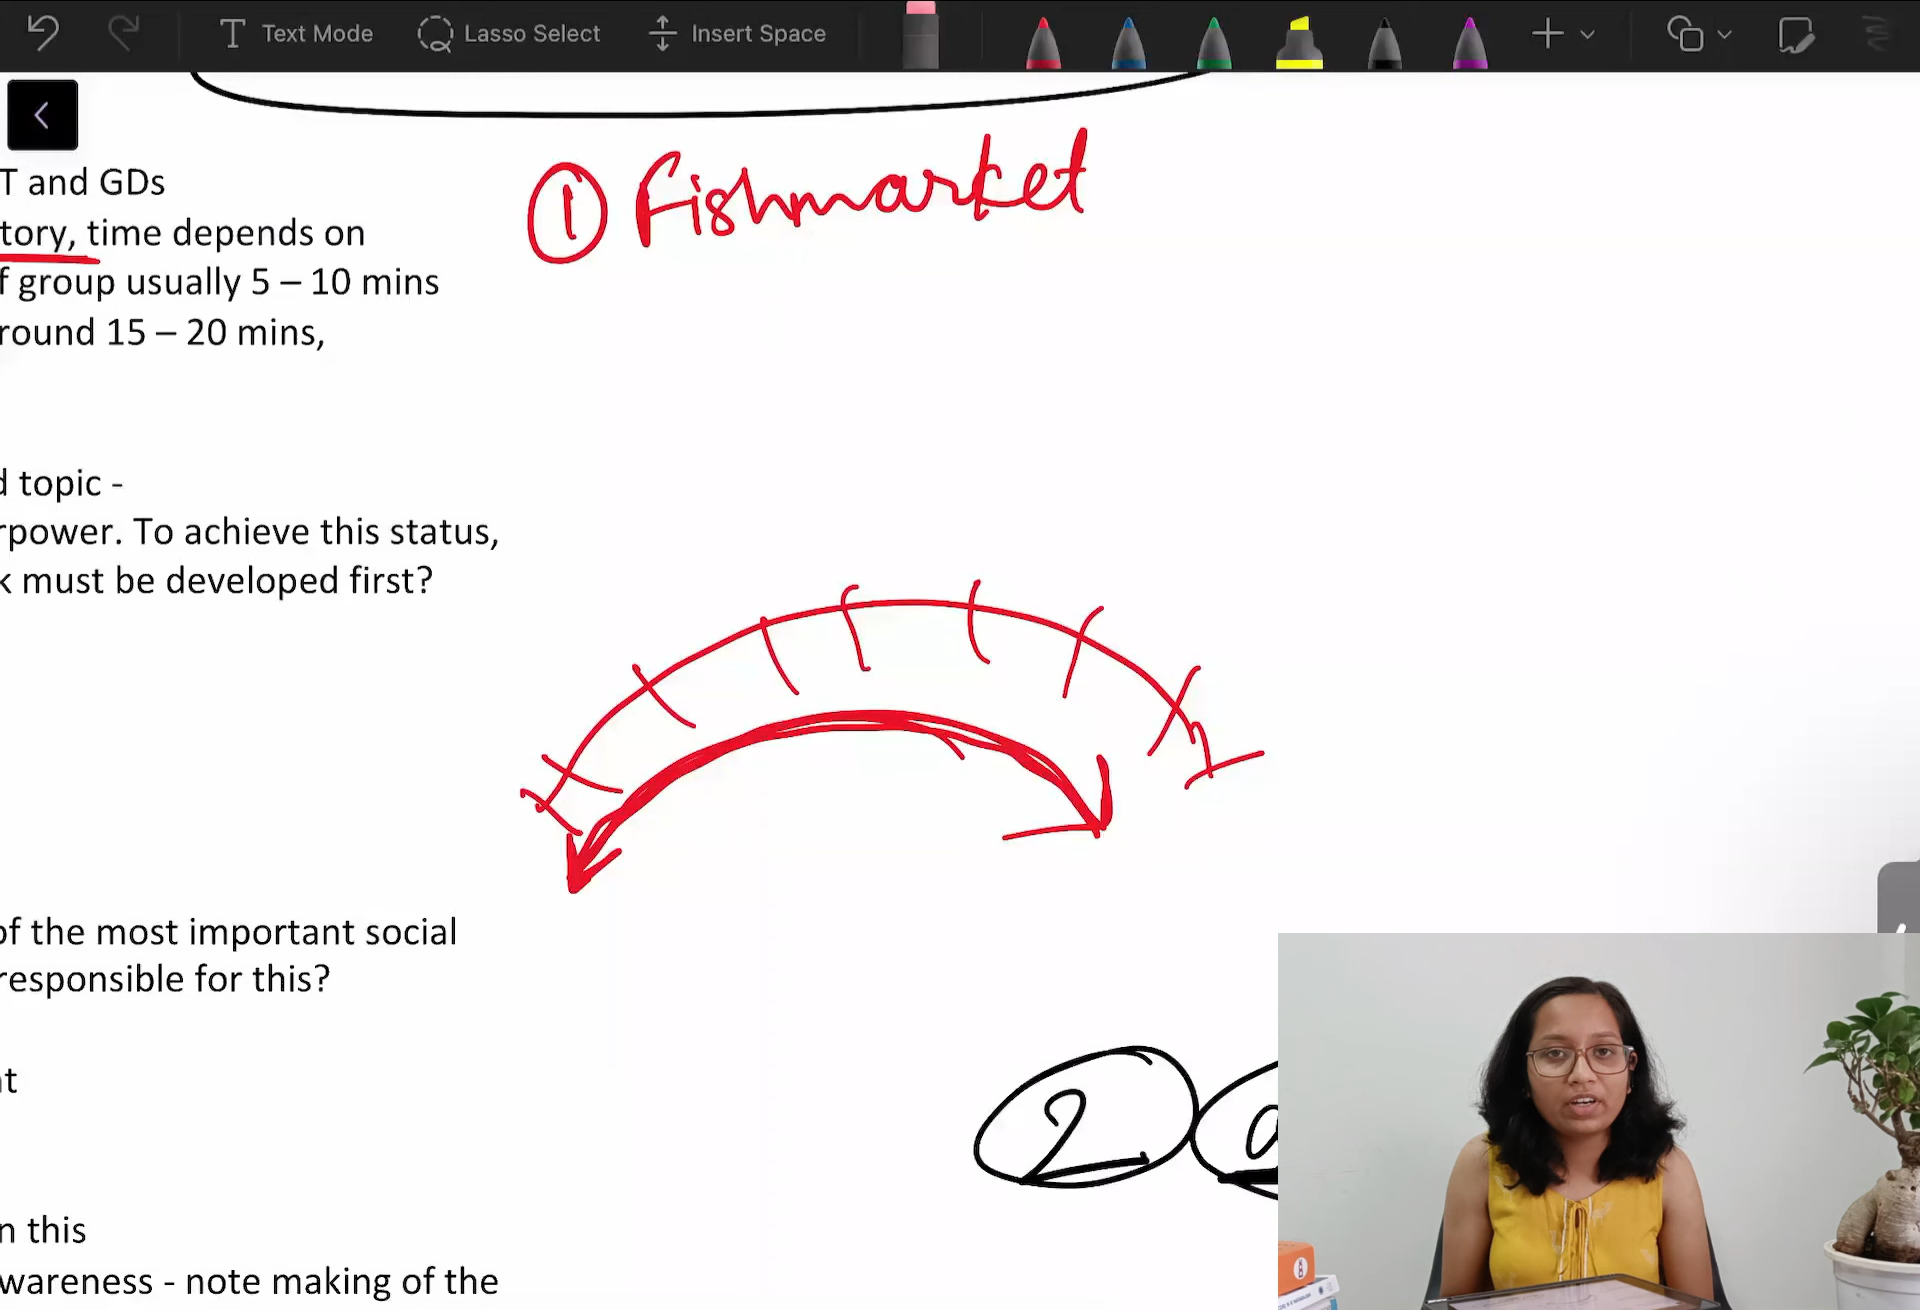 Text Mode Lasso Select Insert Space
T and GDs
tory, time depends on
f group usually 5 – 10 mins
round 15 – 20 mins,
① Fishmarket
d topic -
rpower. To achieve this status,
k must be developed first?
of the most important social
responsible for this?
nt
2
n this
wareness - note making of the